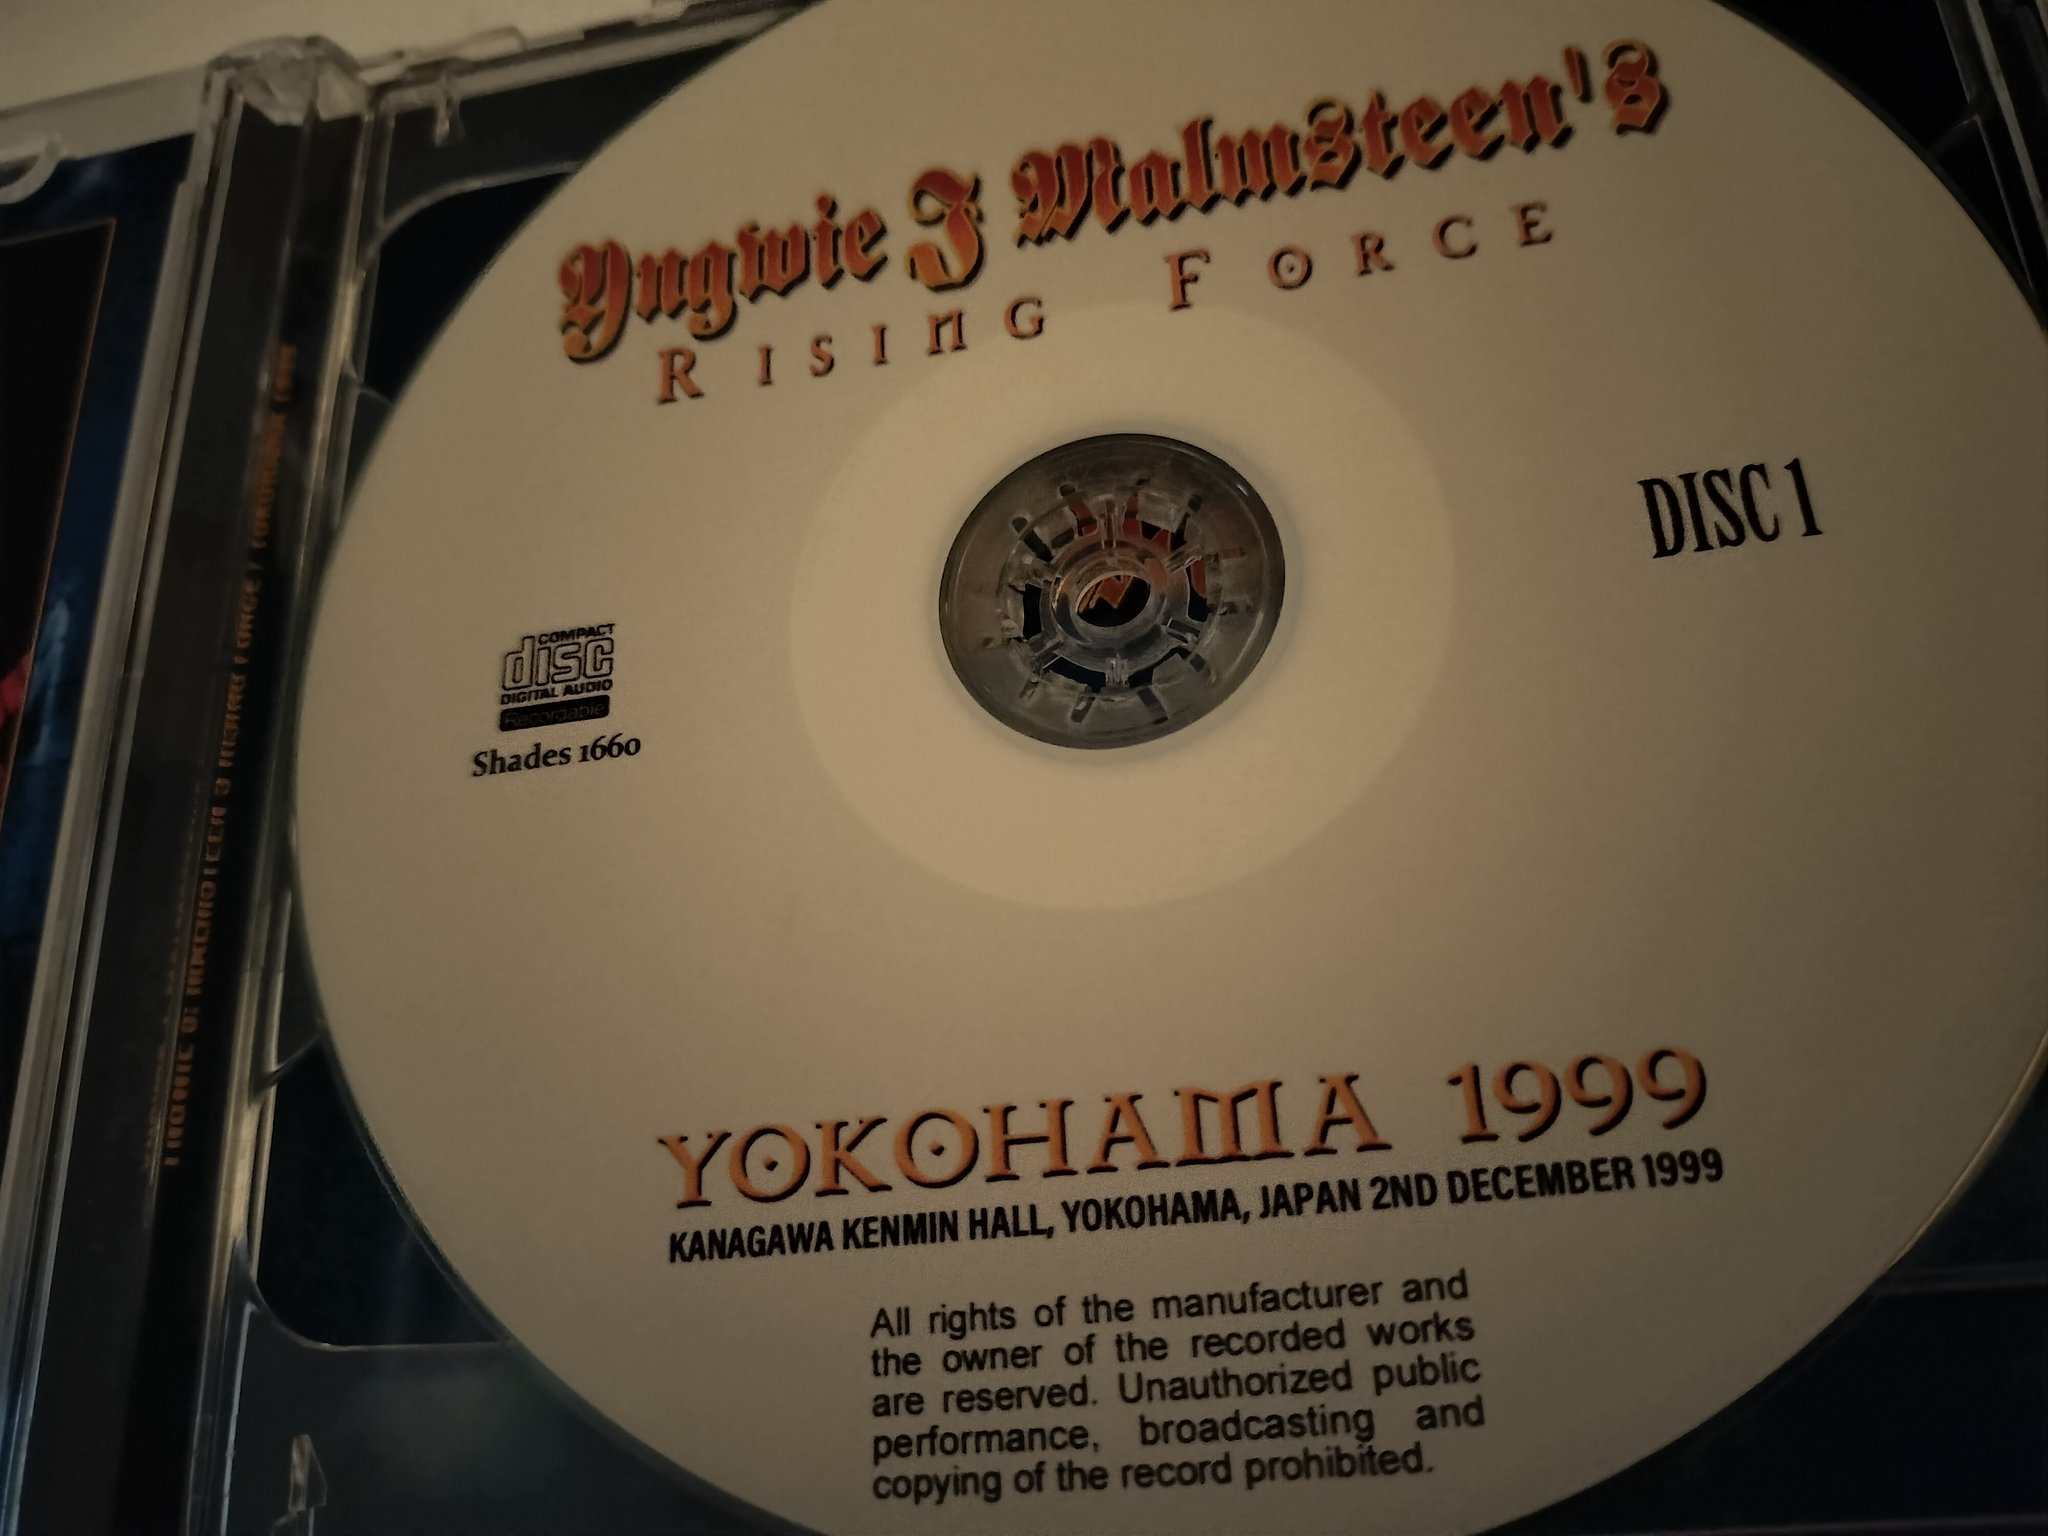 Yngwie J Malmsteen's
RISING FORCE
DISC 1
COMPACT
disc
DIGITAL AUDIO
Recordable
Shades 1660
YOKOHAMA 1999
KANAGAWA KENMIN HALL, YOKOHAMA, JAPAN 2ND DECEMBER 1999
All rights of the manufacturer and
the owner of the recorded works
are reserved. Unauthorized public
performance, broadcasting and
copying of the record prohibited.